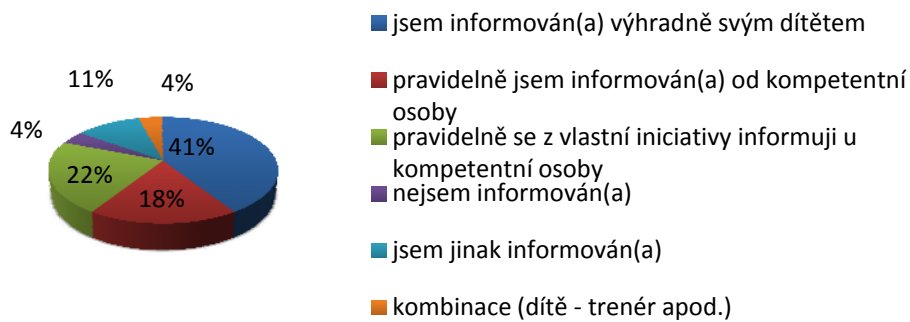 11%
4%
4%
41%
22%
18%
jsem informován(a) výhradně svým dítětem
pravidelně jsem informován(a) od kompetentní
osoby
pravidelně se z vlastní iniciativy informuji u
kompetentní osoby
nejsem informován(a)
jsem jinak informován(a)
kombinace (dítě - trenér apod.)